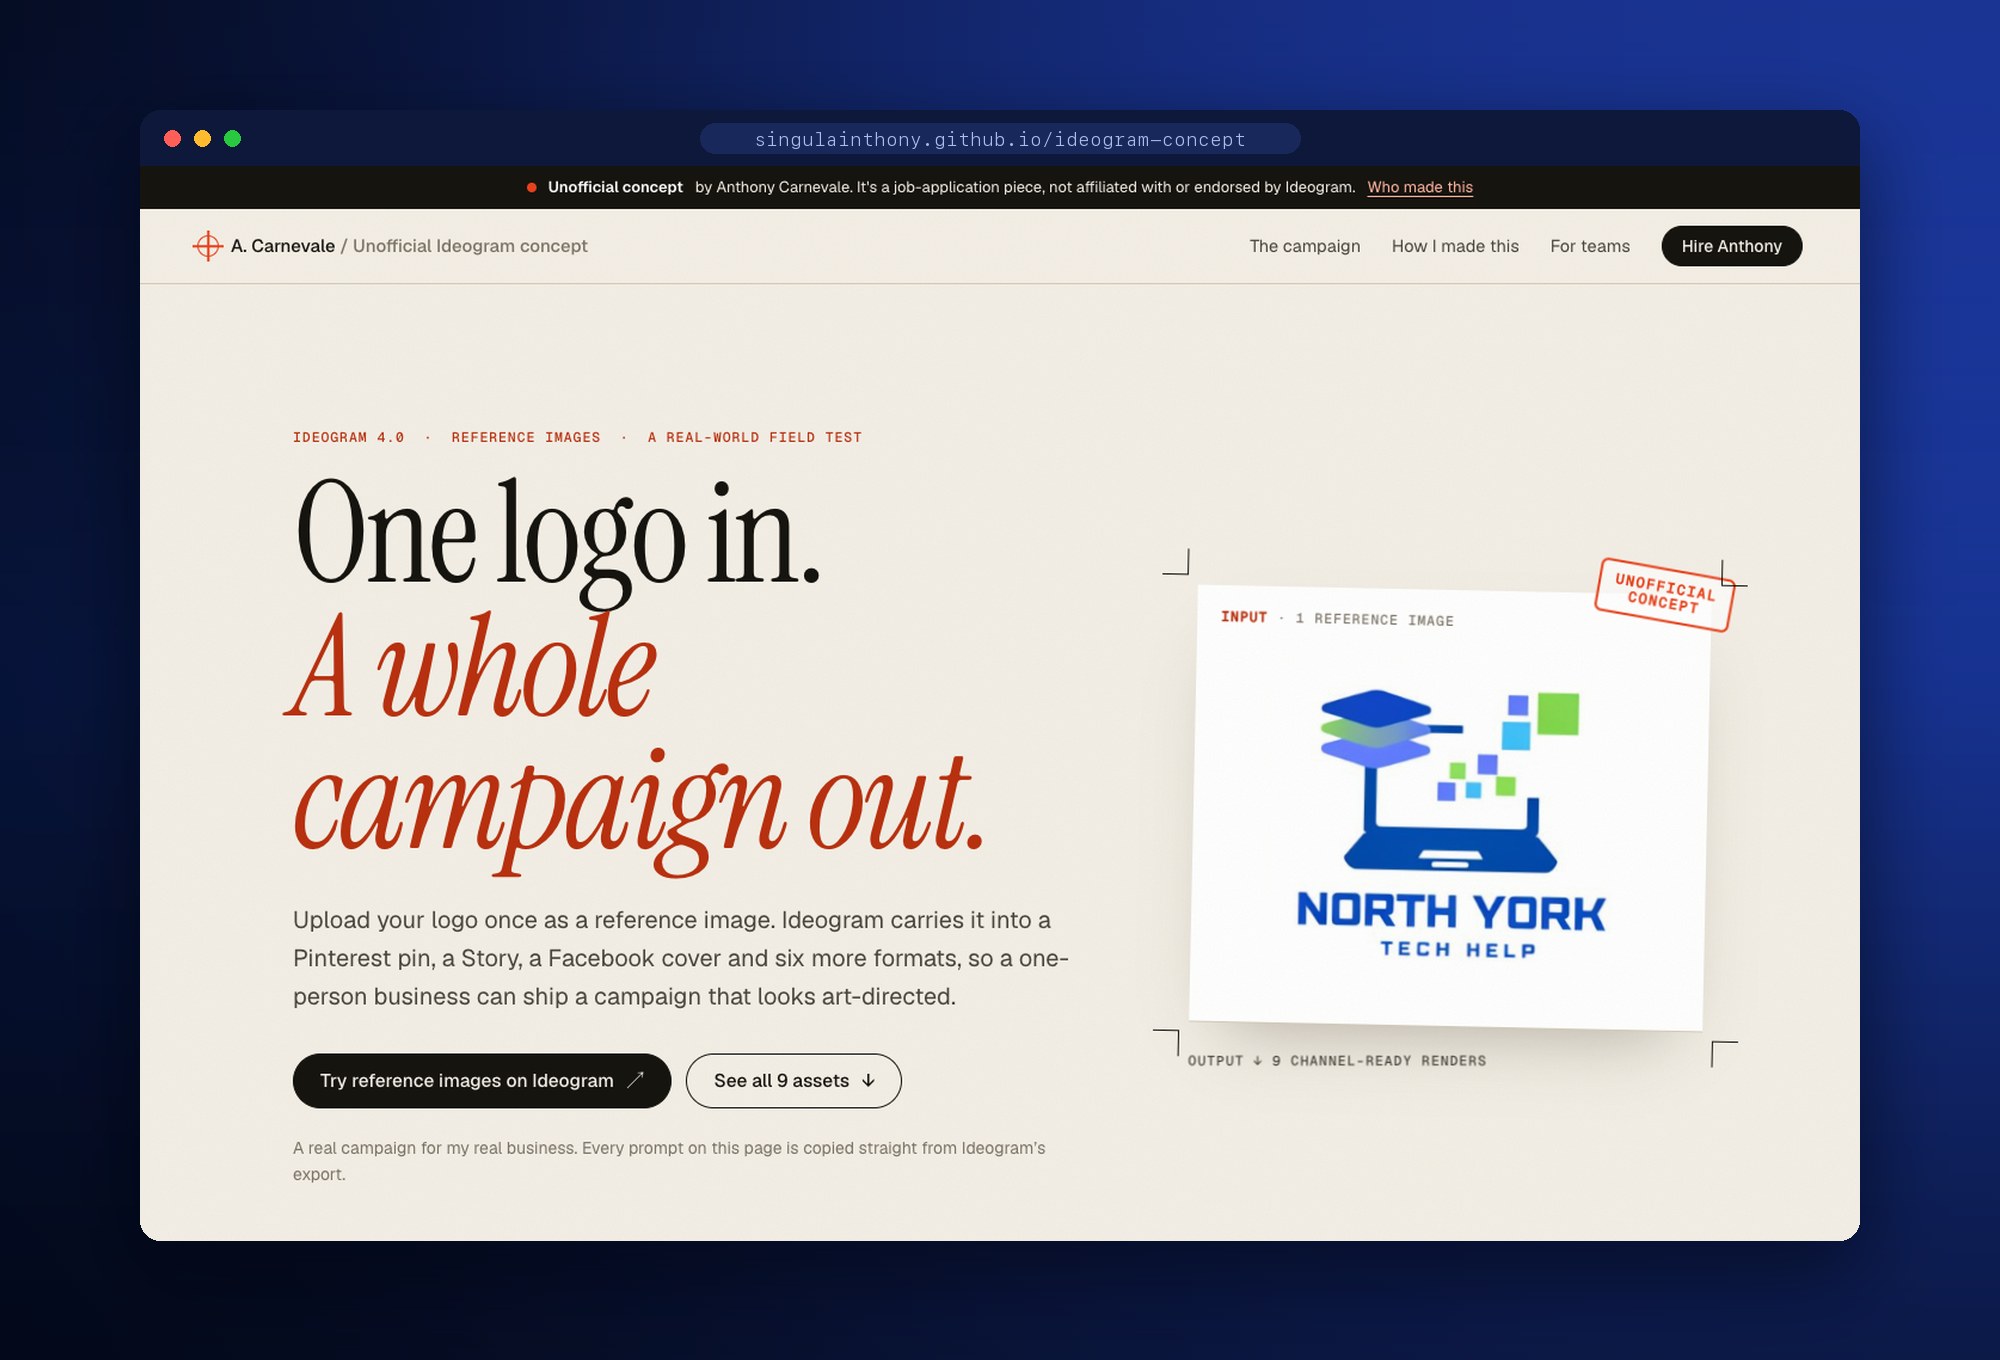 singulainthony.github.io/ideogram-concept
Unofficial concept by Anthony Carnevale. It's a job-application piece, not affiliated with or endorsed by Ideogram. Who made this
A. Carnevale / Unofficial Ideogram concept
The campaign
How I made this
For teams
Hire Anthony
IDEOGRAM 4.0 · REFERENCE IMAGES · A REAL-WORLD FIELD TEST
One logo in.
A whole
campaign out.
Upload your logo once as a reference image. Ideogram carries it into a
Pinterest pin, a Story, a Facebook cover and six more formats, so a one-
person business can ship a campaign that looks art-directed.
Try reference images on Ideogram ↗
See all 9 assets ↓
A real campaign for my real business. Every prompt on this page is copied straight from Ideogram's
export.
UNOFFICIAL
CONCEPT
INPUT · 1 REFERENCE IMAGE
NORTH YORK
TECH HELP
OUTPUT ↓ 9 CHANNEL-READY RENDERS